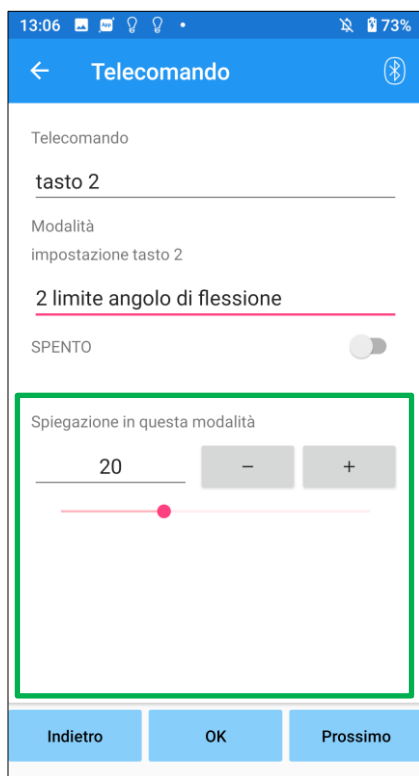 13:06 73%
Telecomando
Telecomando
tasto 2
Modalità
impostazione tasto 2
2 limite angolo di flessione
SPENTO
Spiegazione in questa modalità
20 − +
Indietro OK Prossimo